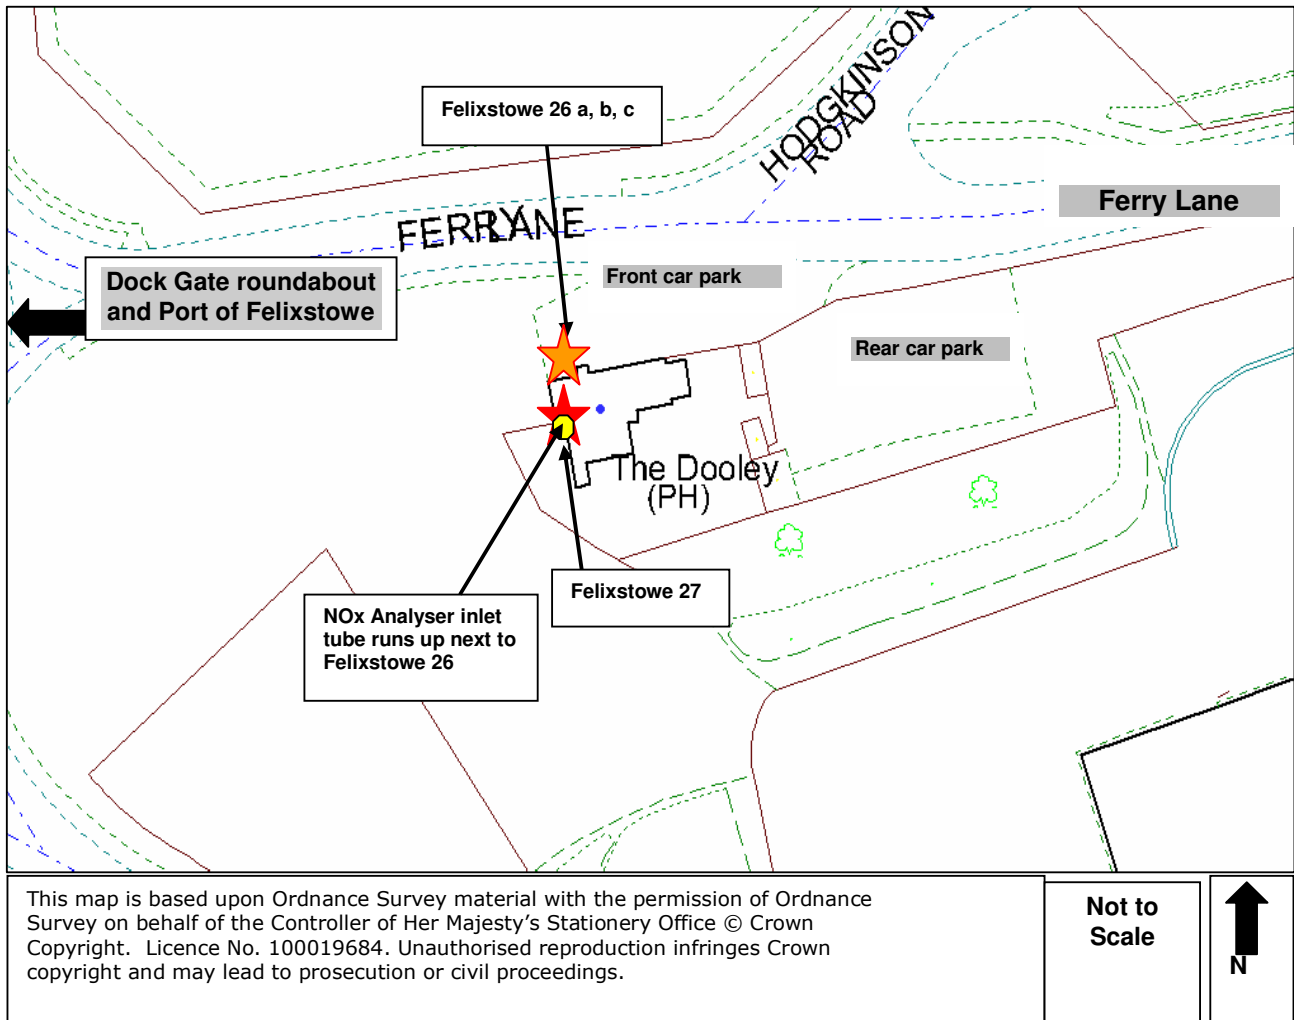 HODGKINSON
ROAD
Felixstowe 26 a, b, c
Ferry Lane
FERRY LANE
Dock Gate roundabout
and Port of Felixstowe
Front car park
Rear car park
The Dooley
(PH)
Felixstowe 27
NOx Analyser inlet
tube runs up next to
Felixstowe 26
This map is based upon Ordnance Survey material with the permission of Ordnance
Survey on behalf of the Controller of Her Majesty's Stationery Office © Crown
Copyright. Licence No. 100019684. Unauthorised reproduction infringes Crown
copyright and may lead to prosecution or civil proceedings.
Not to
Scale
N